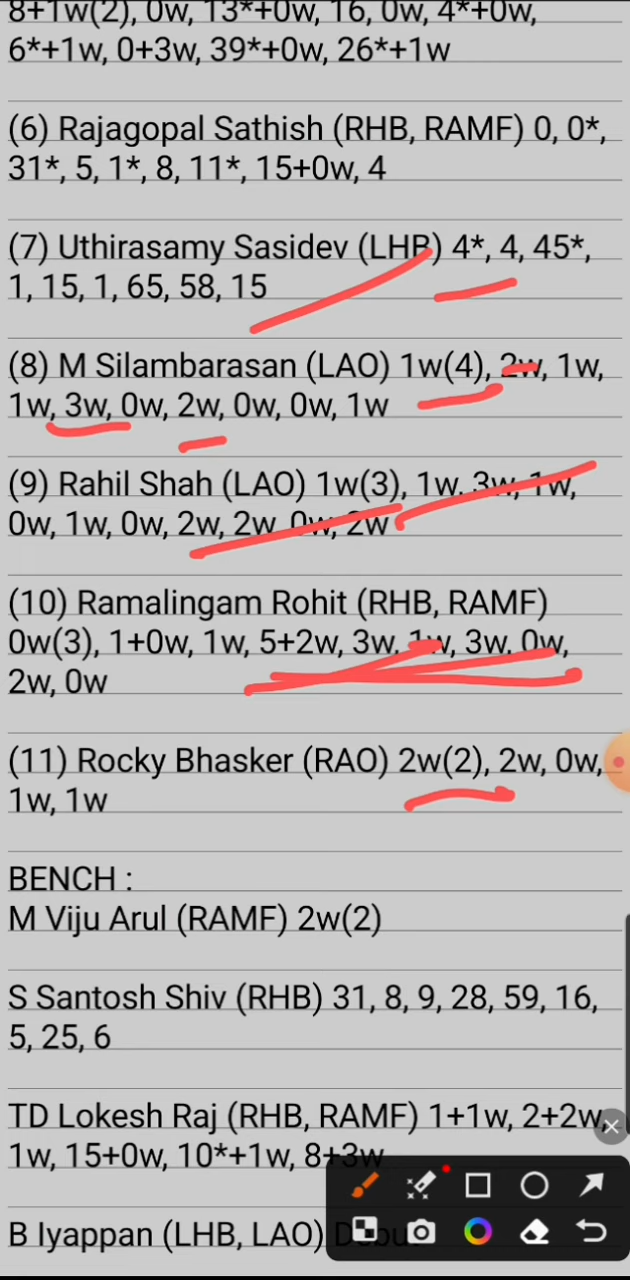 8+1w(2), 0w, 13*+0w, 16, 0w, 4*+0w,
6*+1w, 0+3w, 39*+0w, 26*+1w
(6) Rajagopal Sathish (RHB, RAMF) 0, 0*,
31*, 5, 1*, 8, 11*, 15+0w, 4
(7) Uthirasamy Sasidev (LHB) 4*, 4, 45*,
1, 15, 1, 65, 58, 15
(8) M Silambarasan (LAO) 1w(4), 2w, 1w,
1w, 3w, 0w, 2w, 0w, 0w, 1w
(9) Rahil Shah (LAO) 1w(3), 1w, 3w, 1w,
0w, 1w, 0w, 2w, 2w, 0w, 2w
(10) Ramalingam Rohit (RHB, RAMF)
0w(3), 1+0w, 1w, 5+2w, 3w, 1w, 3w, 0w,
2w, 0w
(11) Rocky Bhasker (RAO) 2w(2), 2w, 0w,
1w, 1w
BENCH :
M Viju Arul (RAMF) 2w(2)
S Santosh Shiv (RHB) 31, 8, 9, 28, 59, 16,
5, 25, 6
TD Lokesh Raj (RHB, RAMF) 1+1w, 2+2w,
1w, 15+0w, 10*+1w, 8+3w
B Iyappan (LHB, LAO)